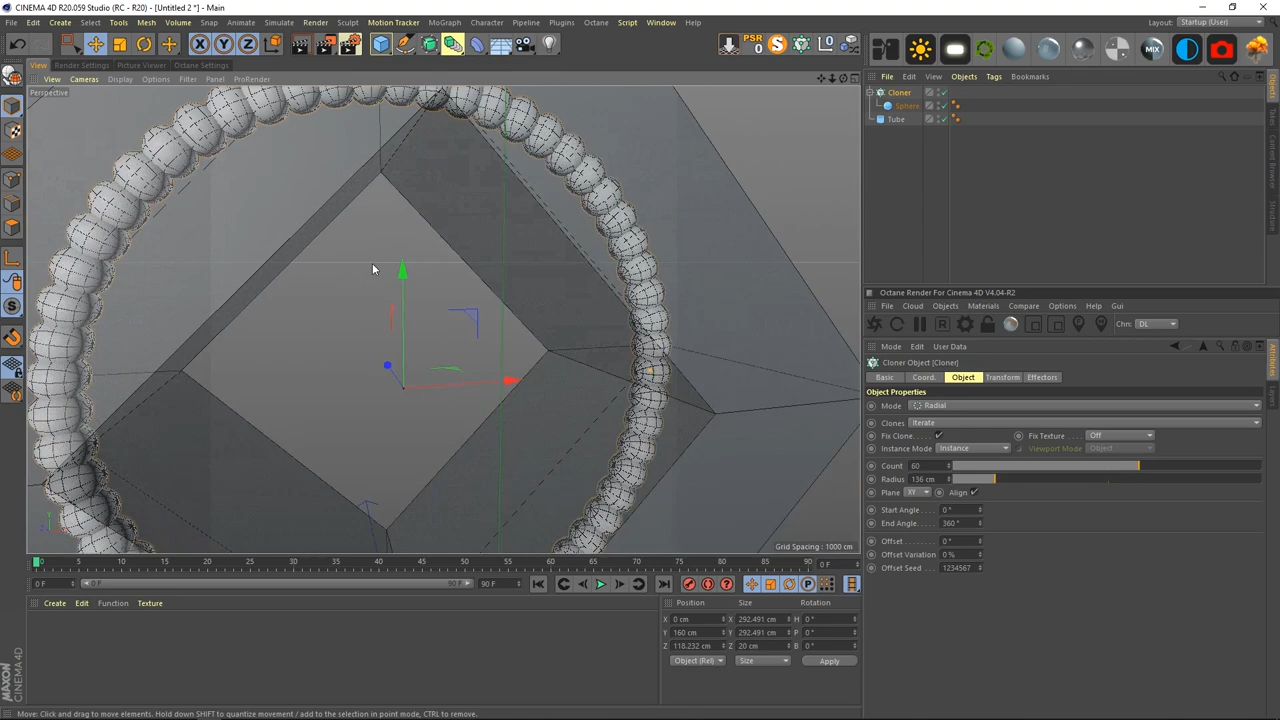 CINEMA 4D R20.059 Studio (RC - R20) - [Untitled 2 *] - Main
File Edit Create Select Tools Mesh Volume Snap Animate Simulate Render Sculpt Motion Tracker MoGraph Character Pipeline Plugins Octane Script Window Help
Layout: Startup (User)
PSR
0
MIX
View Render Settings Picture Viewer Octane Settings
View Cameras Display Options Filter Panel ProRender
Perspective
File Edit View Objects Tags Bookmarks
Cloner
Sphere
Tube
Objects
Takes
Content Browser
Structure
Octane Render For Cinema 4D V4.04-R2
File Cloud Objects Materials Compare Options Help Gui
Chn: DL
Mode Edit User Data
Cloner Object [Cloner]
Basic Coord. Object Transform Effectors
Object Properties
Mode Radial
Clones Iterate
Fix Clone Fix Texture Off
Instance Mode Instance Viewport Mode Object
Count 60
Radius 136 cm
Plane XY Align
Start Angle 0 °
End Angle 360 °
Offset 0 °
Offset Variation 0 %
Offset Seed 1234567
Attributes
Layers
Grid Spacing : 1000 cm
0 5 10 15 20 25 30 35 40 45 50 55 60 65 70 75 80 85 90 0 F
0 F 0 F 90 F 90 F
Create Edit Function Texture
Position Size Rotation
X 0 cm X 292.491 cm H 0 °
Y 160 cm Y 292.491 cm P 0 °
Z 118.232 cm Z 20 cm B 0 °
Object (Rel) Size Apply
MAXON
CINEMA 4D
Move: Click and drag to move elements. Hold down SHIFT to quantize movement / add to the selection in point mode, CTRL to remove.